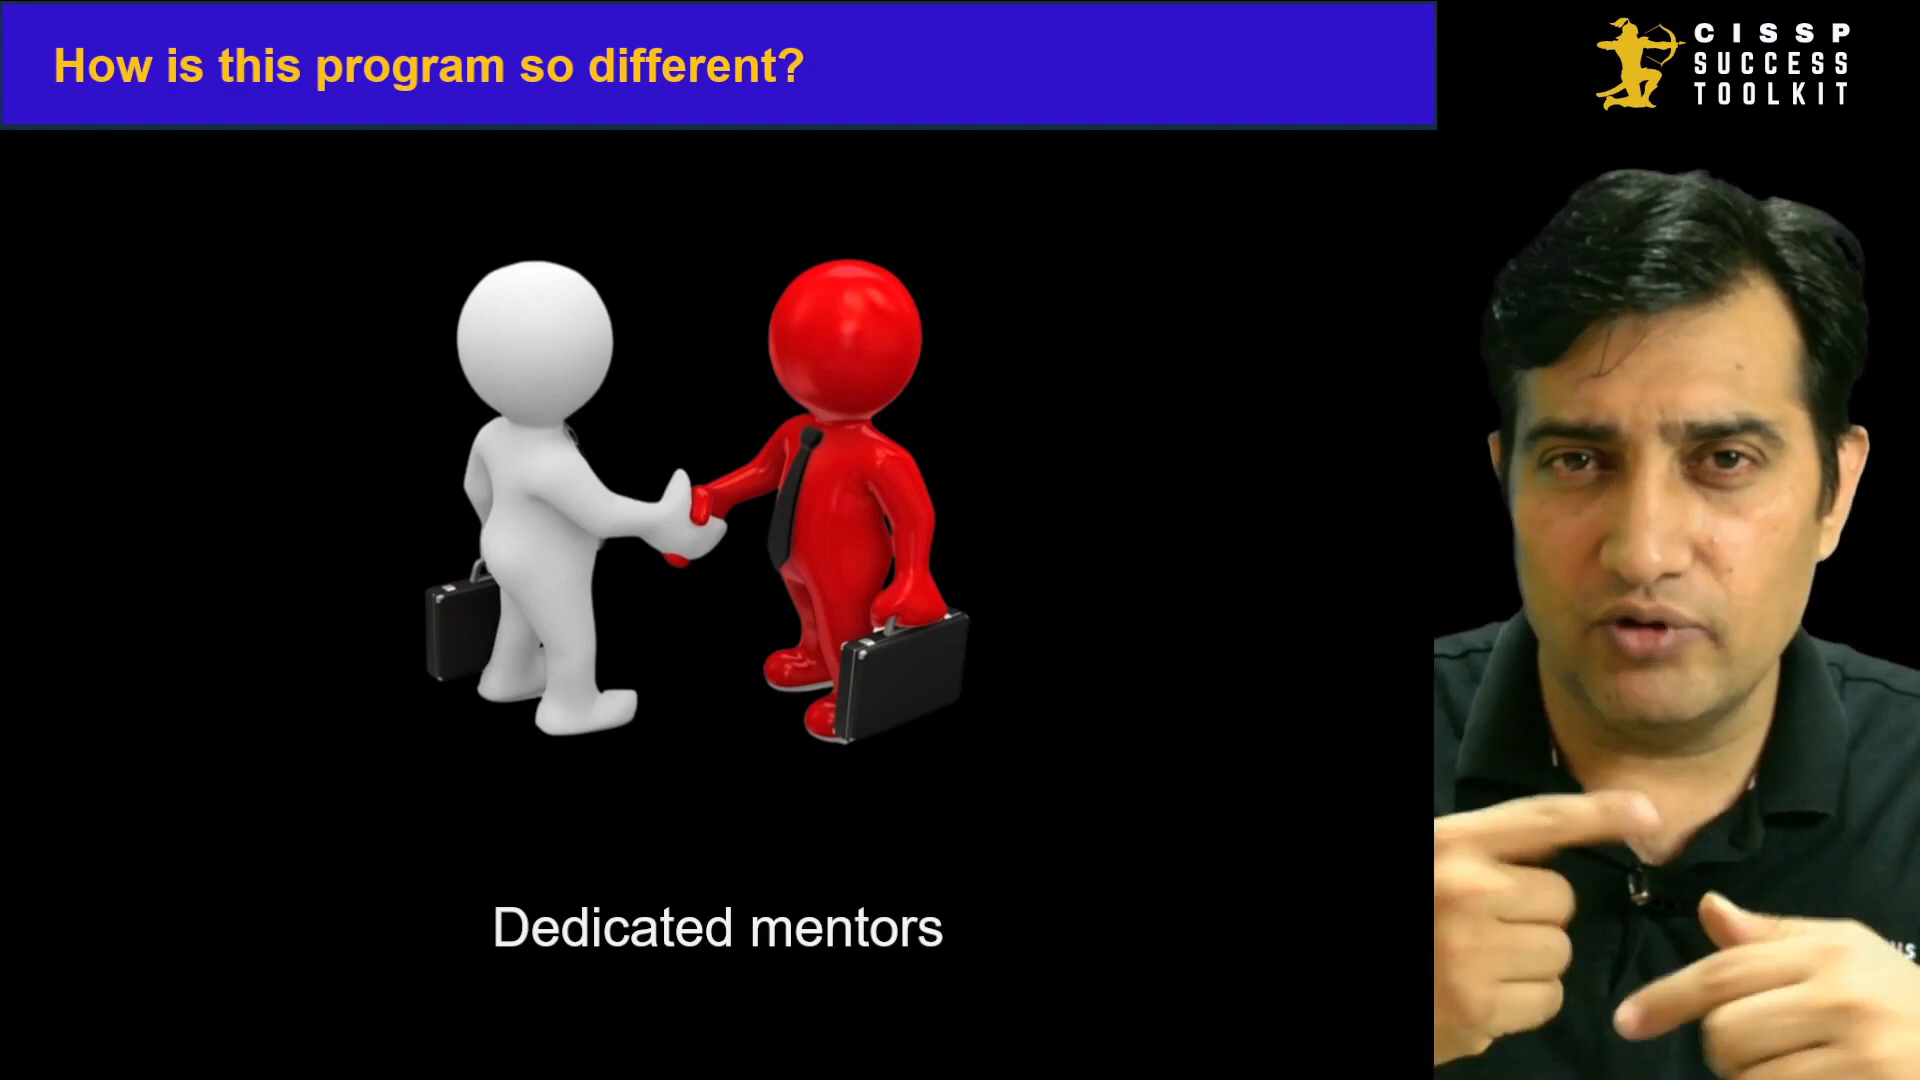 How is this program so different?
CISSP
SUCCESS
TOOLKIT
Dedicated mentors